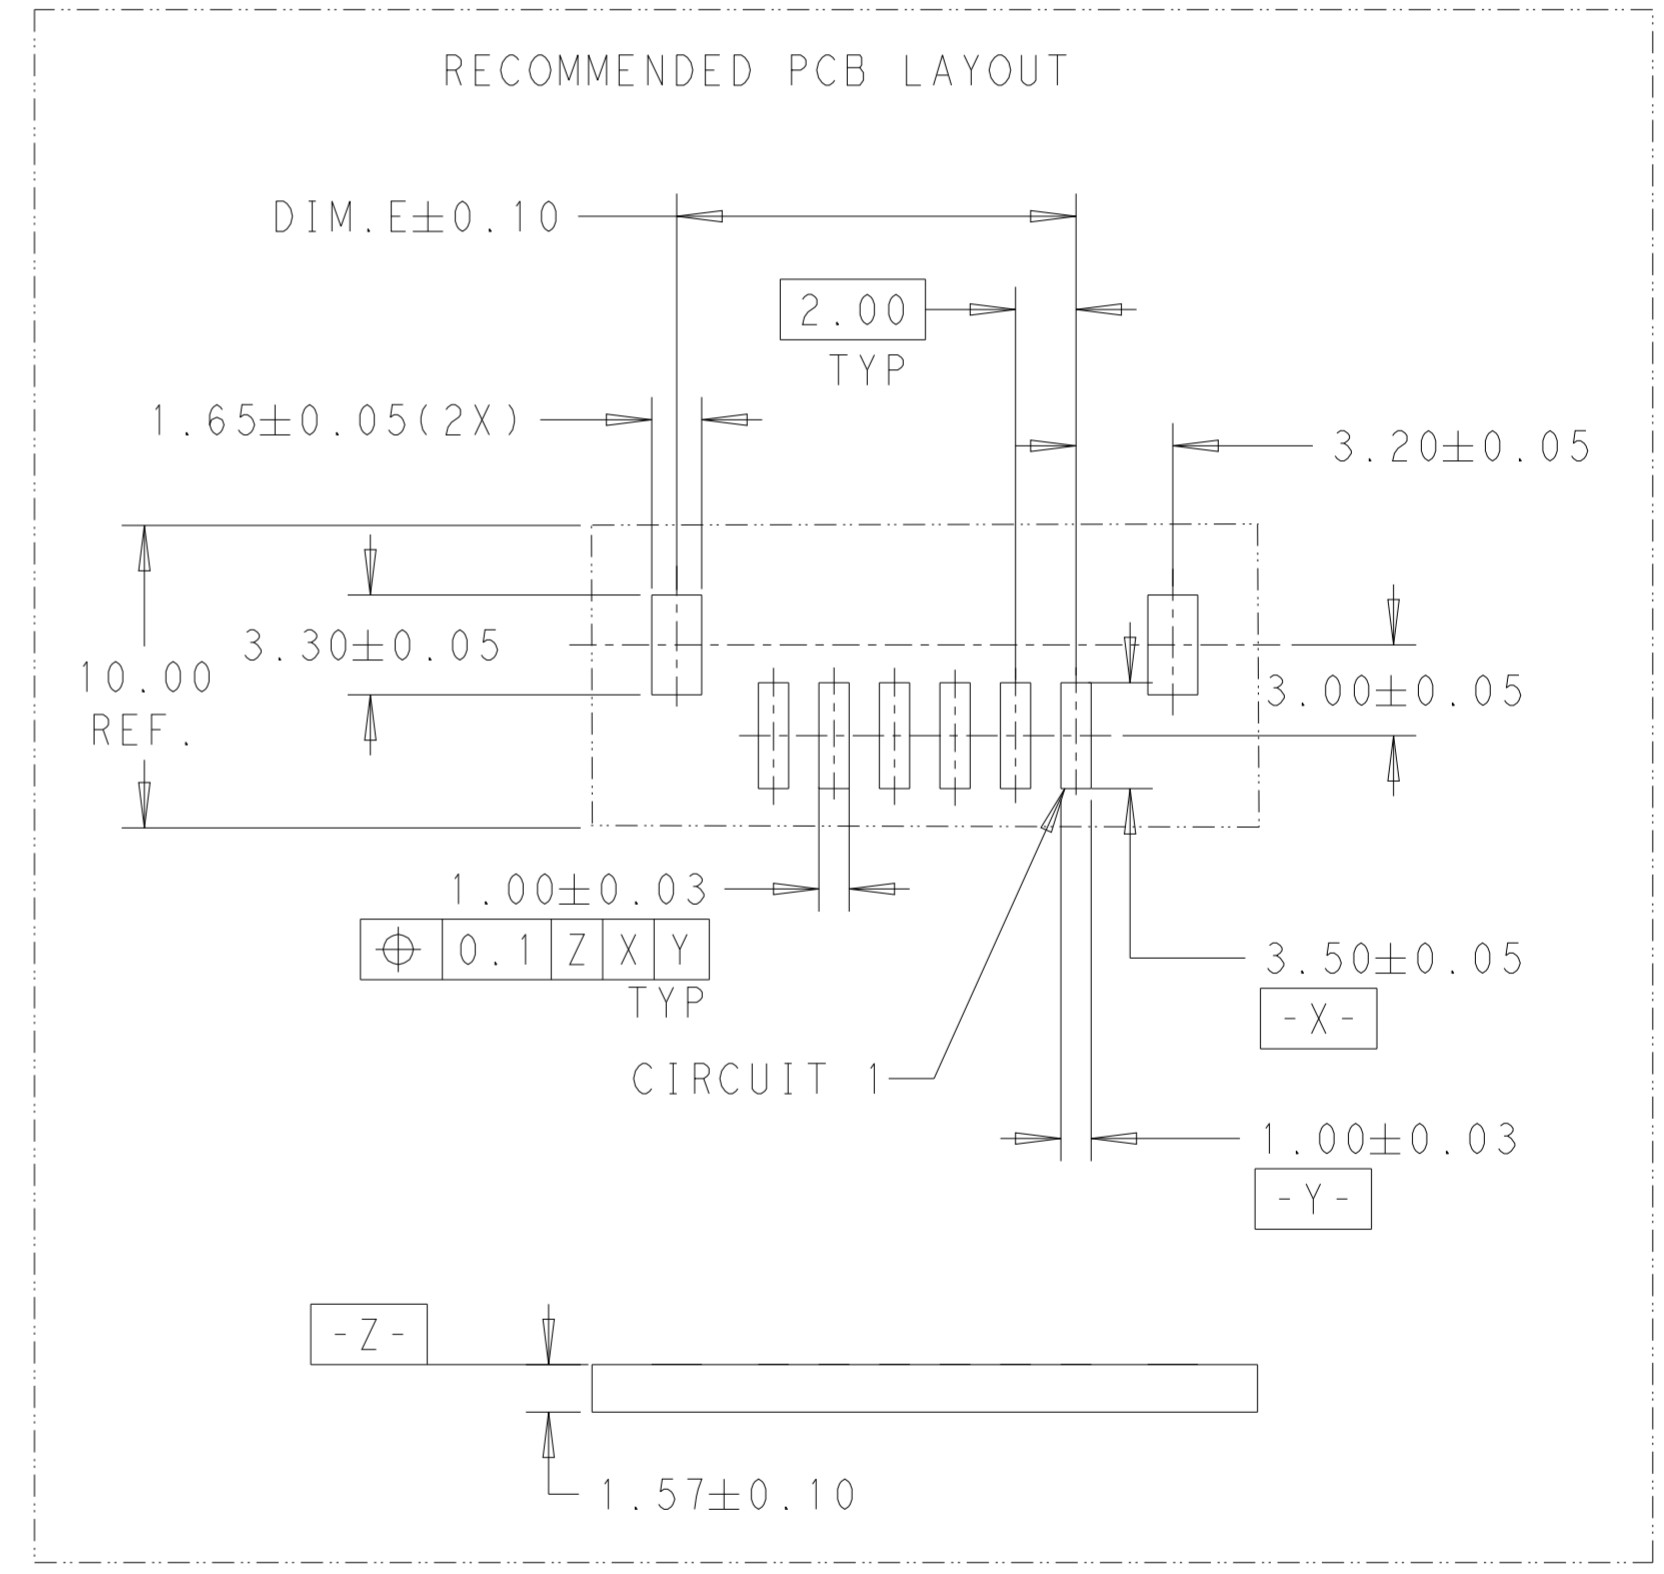 RECOMMENDED PCB LAYOUT
DIM.E±0.10
2.00
TYP
1.65±0.05(2X)
3.20±0.05
3.30±0.05
10.00
REF.
3.00±0.05
1.00±0.03
⌖ 0.1 Z X Y
TYP
3.50±0.05
-X-
CIRCUIT 1
1.00±0.03
-Y-
-Z-
1.57±0.10